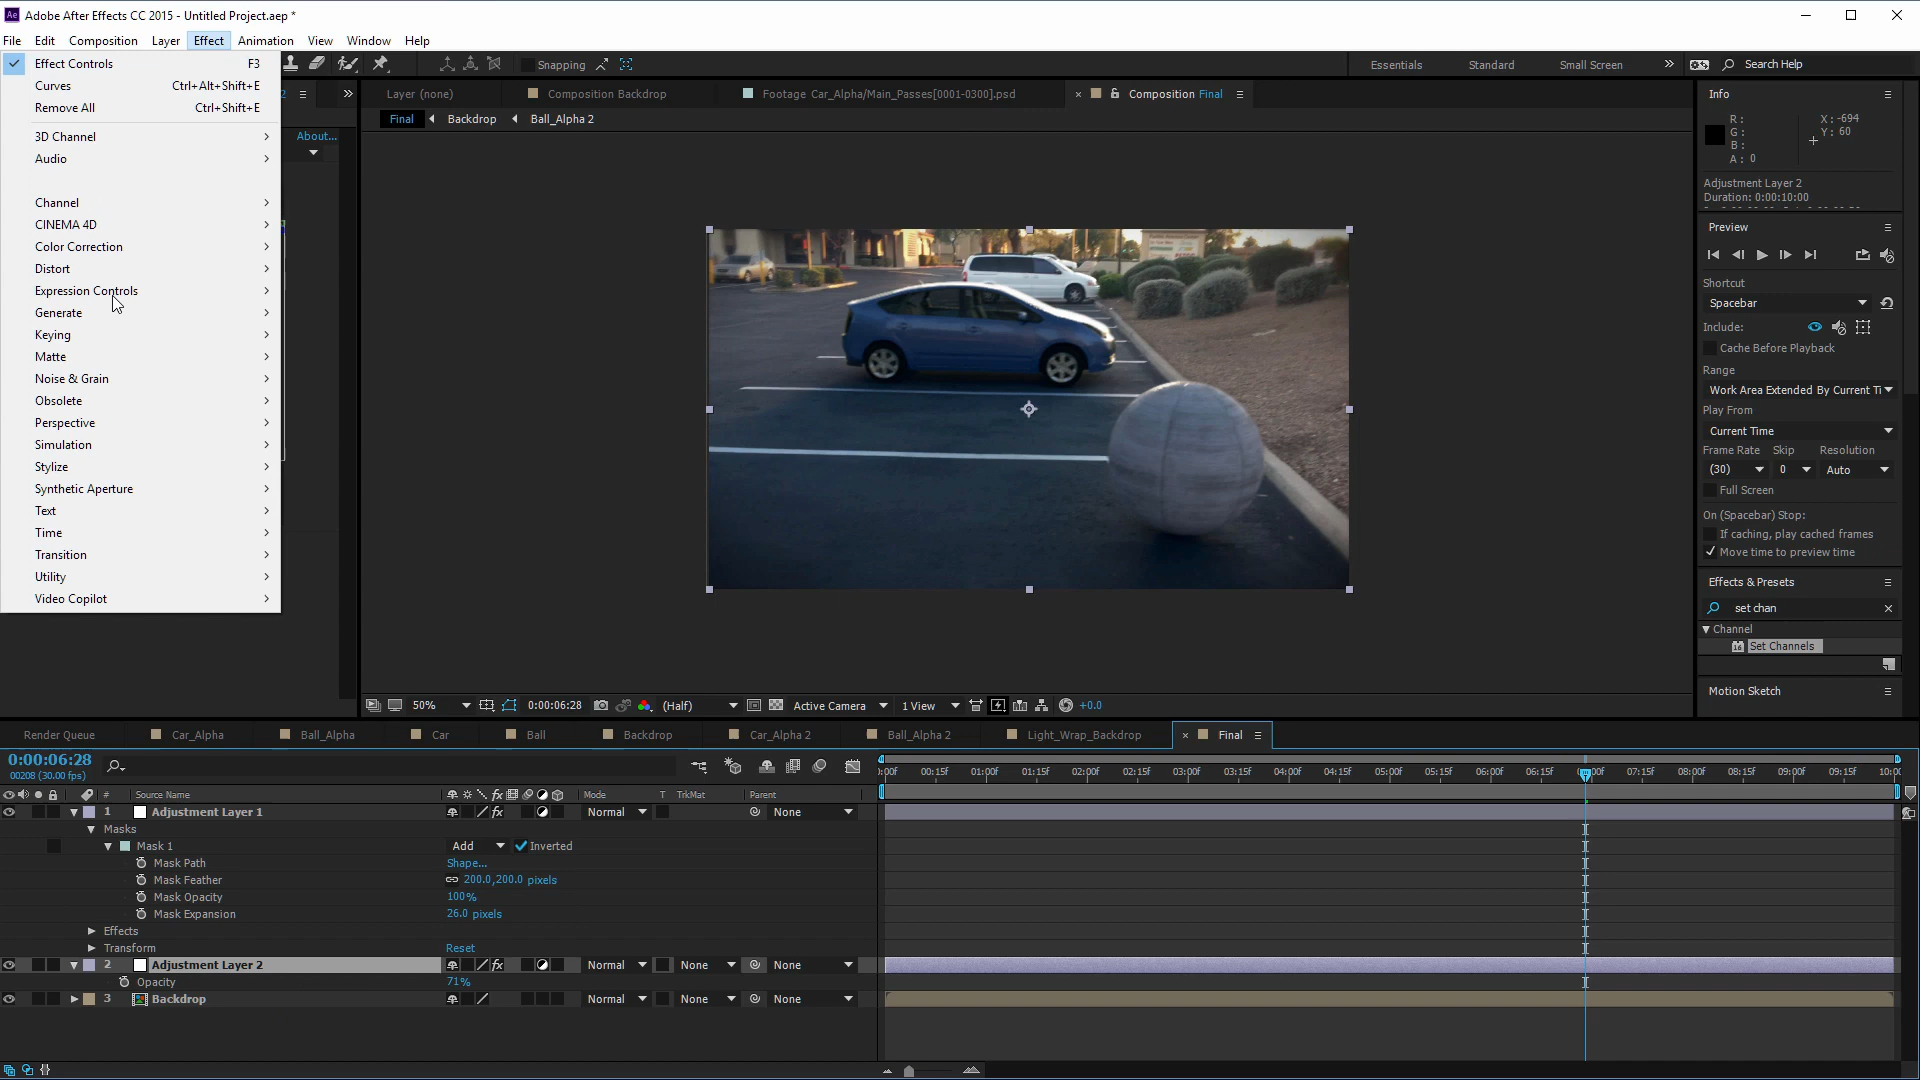 Adobe After Effects CC 2015 - Untitled Project.aep *
File Edit Composition Layer Effect Animation View Window Help
Effect Controls F3
Curves Ctrl+Alt+Shift+E
Remove All Ctrl+Shift+E
3D Channel
Audio
Channel
CINEMA 4D
Color Correction
Distort
Expression Controls
Generate
Keying
Matte
Noise & Grain
Obsolete
Perspective
Simulation
Stylize
Synthetic Aperture
Text
Time
Transition
Utility
Video Copilot
About...
Snapping
Essentials Standard Small Screen Search Help
Layer (none) Composition Backdrop Footage Car_Alpha/Main_Passes[0001-0300].psd Composition Final
Final Backdrop Ball_Alpha 2
50% 0:00:06:28 (Half) Active Camera 1 View +0.0
Info
R :
G :
B :
A : 0
X : -694
Y : 60
Adjustment Layer 2
Duration: 0:00:10:00
Preview
Shortcut
Spacebar
Include:
Cache Before Playback
Range
Work Area Extended By Current Ti
Play From
Current Time
Frame Rate Skip Resolution
(30) 0 Auto
Full Screen
On (Spacebar) Stop:
If caching, play cached frames
Move time to preview time
Effects & Presets
set chan
Channel
Set Channels
Motion Sketch
Render Queue Car_Alpha Ball_Alpha Car Ball Backdrop Car_Alpha 2 Ball_Alpha 2 Light_Wrap_Backdrop Final
0:00:06:28
00208 (30.00 fps)
:00f 00:15f 01:00f 01:15f 02:00f 02:15f 03:00f 03:15f 04:00f 04:15f 05:00f 05:15f 06:00f 06:15f 07:15f 08:00f 08:15f 09:00f 09:15f 10:0
# Source Name Mode T TrkMat Parent
1 Adjustment Layer 1 Normal None
Masks
Mask 1 Add Inverted
Mask Path Shape...
Mask Feather 200.0,200.0 pixels
Mask Opacity 100%
Mask Expansion 26.0 pixels
Effects
Transform Reset
2 Adjustment Layer 2 Normal None None
Opacity 71%
3 Backdrop Normal None None